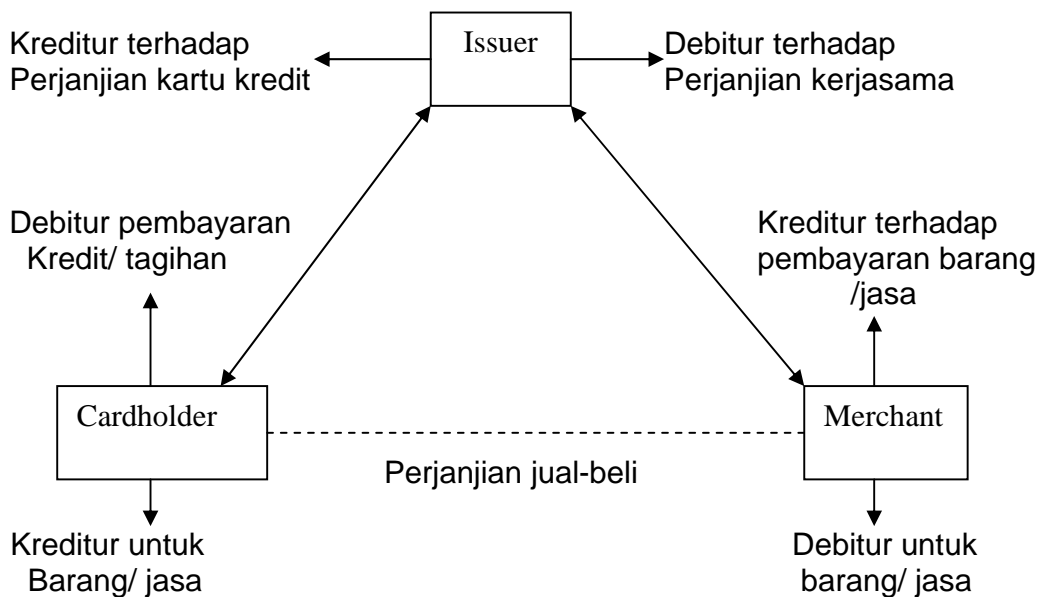 Kreditur terhadap
Perjanjian kartu kredit
Issuer
Debitur terhadap
Perjanjian kerjasama
Debitur pembayaran
Kredit/ tagihan
Kreditur terhadap
pembayaran barang
/jasa
Cardholder
Merchant
Perjanjian jual-beli
Kreditur untuk
Barang/ jasa
Debitur untuk
barang/ jasa